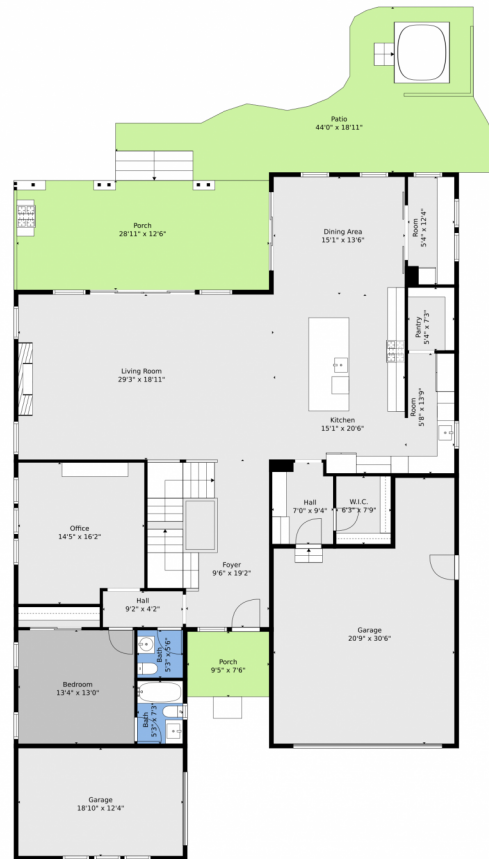 Patio
44'0" x 18'11"
Porch
28'11" x 12'6"
Dining Area
15'1" x 13'6"
Room
5'4" x 12'4"
Pantry
5'4" x 7'3"
Living Room
29'3" x 18'11"
Kitchen
15'1" x 20'6"
Room
5'8" x 13'9"
Office
14'5" x 16'2"
Hall
7'0" x 9'4"
W.I.C.
6'3" x 7'9"
Foyer
9'6" x 19'2"
Hall
9'2" x 4'2"
Garage
20'9" x 30'6"
Bath
5'3" x 5'6"
Porch
9'5" x 7'6"
Bedroom
13'4" x 13'0"
Bath
5'3" x 7'3"
Garage
18'10" x 12'4"